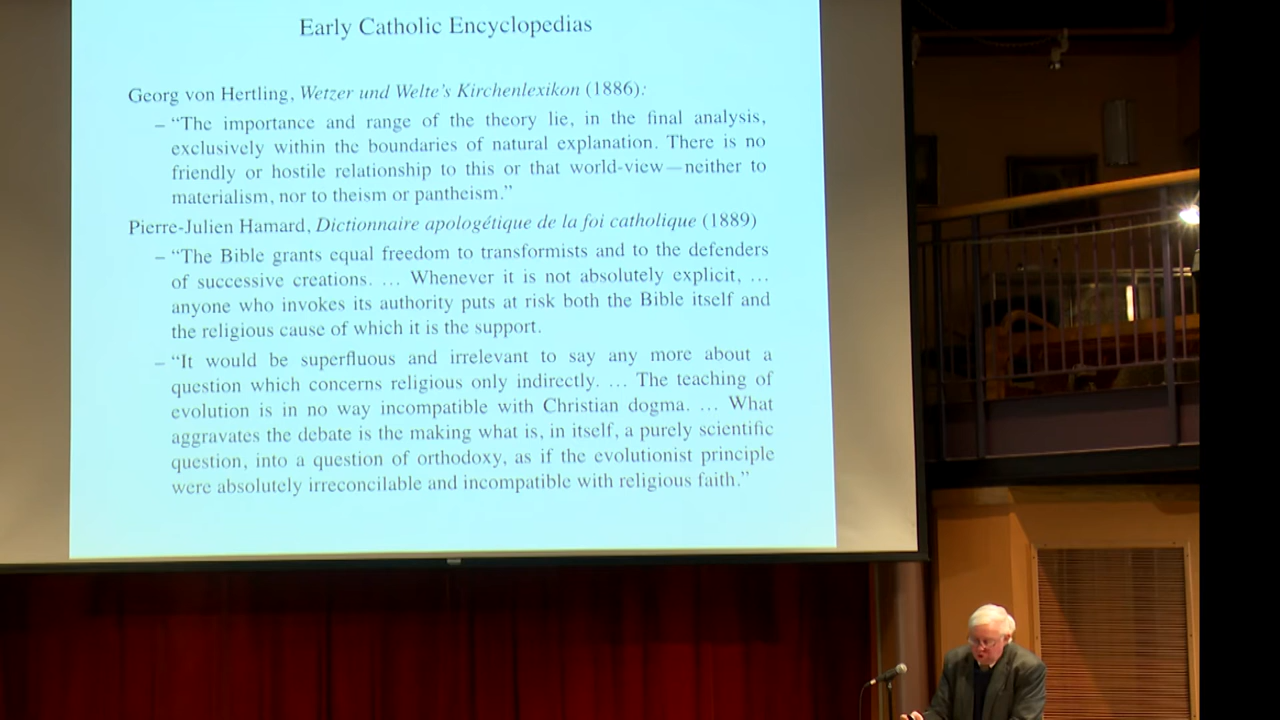 Early Catholic Encyclopedias
Georg von Hertling, Wetzer und Welte's Kirchenlexikon (1886):
– “The importance and range of the theory lie, in the final analysis,
exclusively within the boundaries of natural explanation. There is no
friendly or hostile relationship to this or that world-view—neither to
materialism, nor to theism or pantheism.”
Pierre-Julien Hamard, Dictionnaire apologétique de la foi catholique (1889)
– “The Bible grants equal freedom to transformists and to the defenders
of successive creations. … Whenever it is not absolutely explicit, …
anyone who invokes its authority puts at risk both the Bible itself and
the religious cause of which it is the support.
– “It would be superfluous and irrelevant to say any more about a
question which concerns religious only indirectly. … The teaching of
evolution is in no way incompatible with Christian dogma. … What
aggravates the debate is the making what is, in itself, a purely scientific
question, into a question of orthodoxy, as if the evolutionist principle
were absolutely irreconcilable and incompatible with religious faith.”